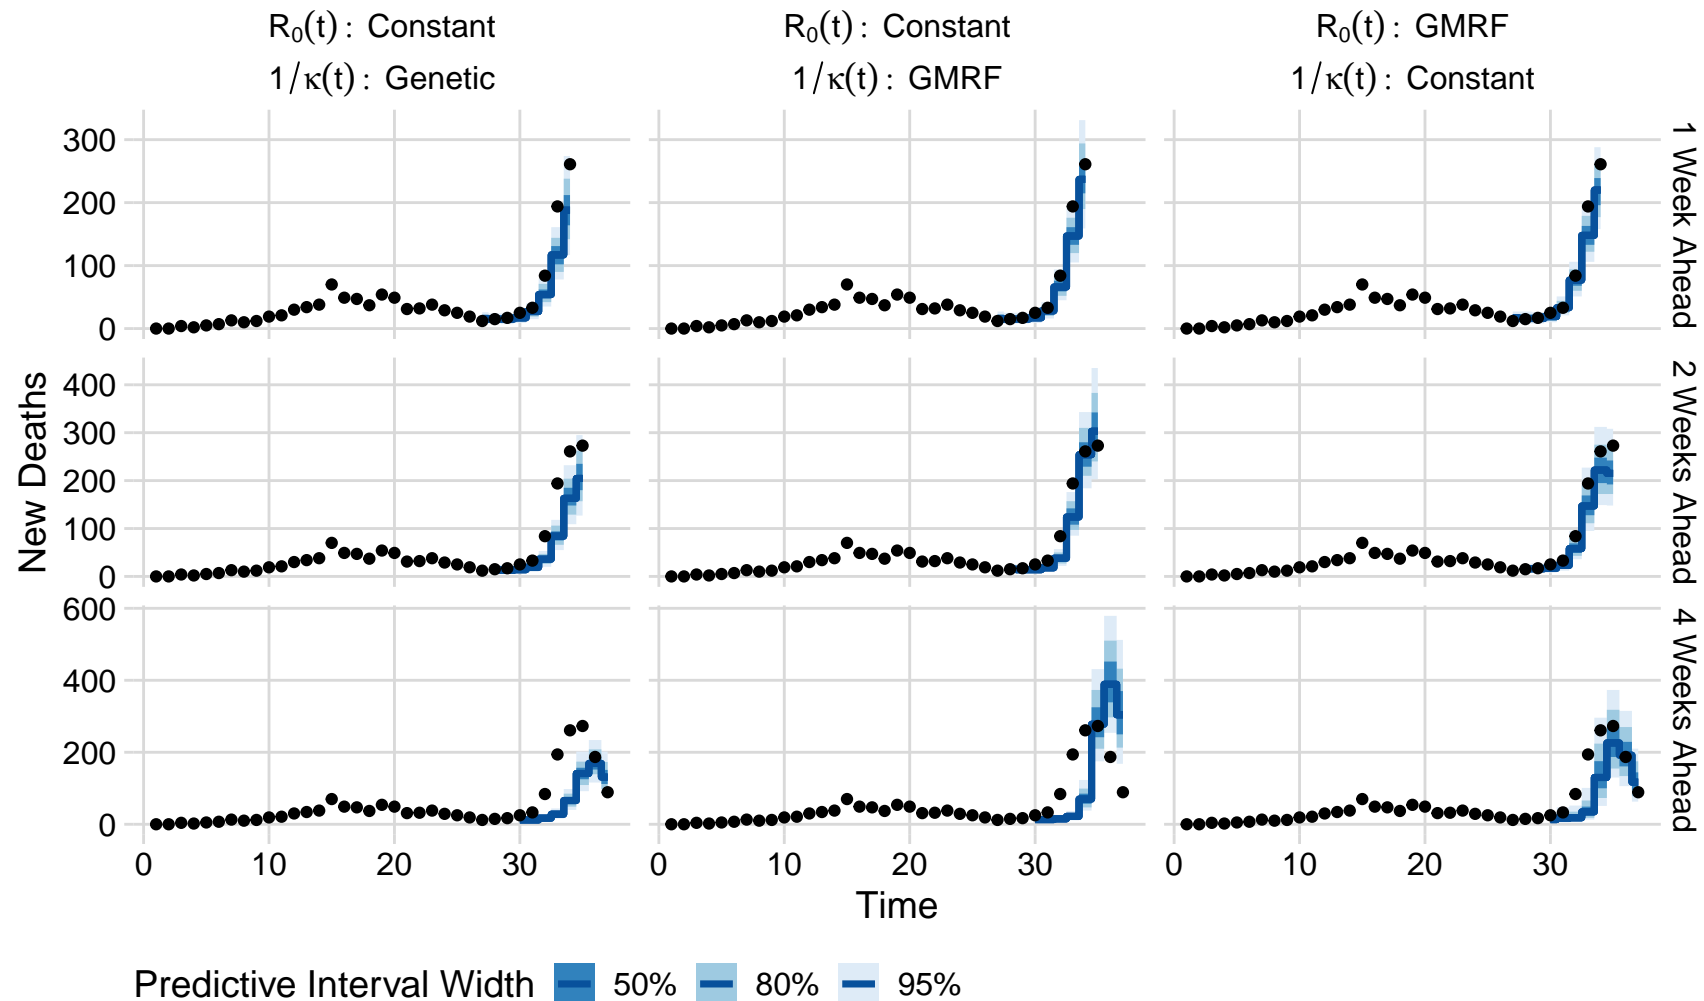 R₀(t) : Constant
1/κ(t) : Genetic
R₀(t) : Constant
1/κ(t) : GMRF
R₀(t) : GMRF
1/κ(t) : Constant
300
200
100
0
1 Week Ahead
400
300
200
100
0
2 Weeks Ahead
600
400
200
0
4 Weeks Ahead
New Deaths
0 10 20 30
0 10 20 30
0 10 20 30
Time
Predictive Interval Width 50% 80% 95%